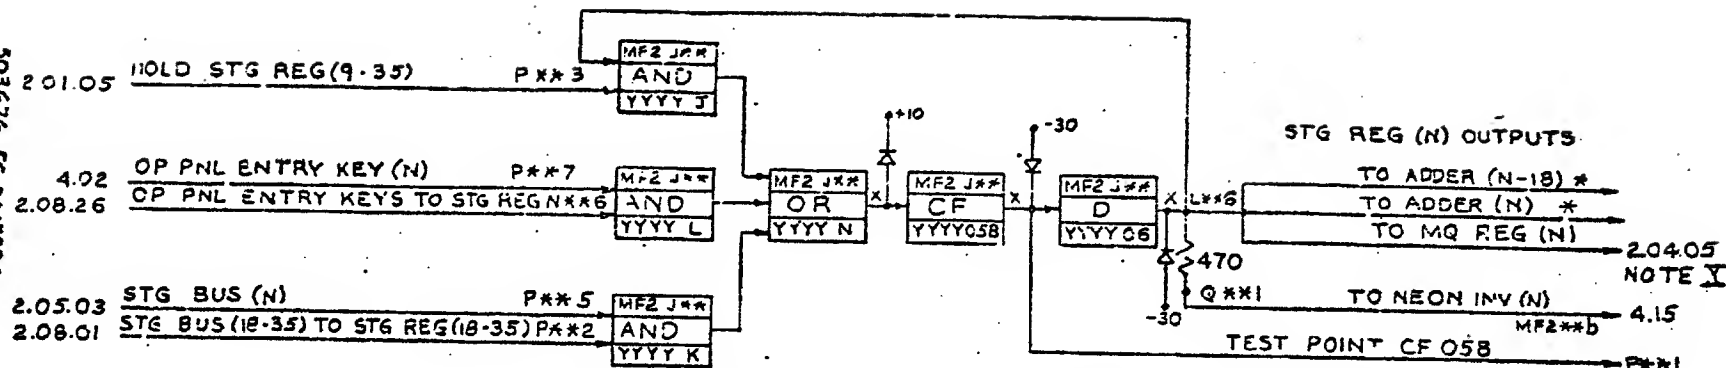 MF2 J**
AND
YYYY J
2.01.05 HOLD STG REG(9-35) P**3
+10
-30
STG REG (N) OUTPUTS
4.02 OP PNL ENTRY KEY (N) P**7
2.08.26 OP PNL ENTRY KEYS TO STG REG N**6
MF2 J**
AND
YYYY L
MF2 J**
OR
YYYY N
X
MF2 J**
CF
YYYY05B
X
MF2 J**
D
YYYY06
X L**6
TO ADDER (N-18) *
TO ADDER (N) *
TO MQ REG (N)
2.04.05
NOTE I
470
-30
Q**1 TO NEON INV (N) 4.15
MF2**b
2.05.03 STG BUS (N) P**5
2.08.01 STG BUS (18-35) TO STG REG (18-35) P**2
MF2 J**
AND
YYYY K
TEST POINT CF 05B P**1